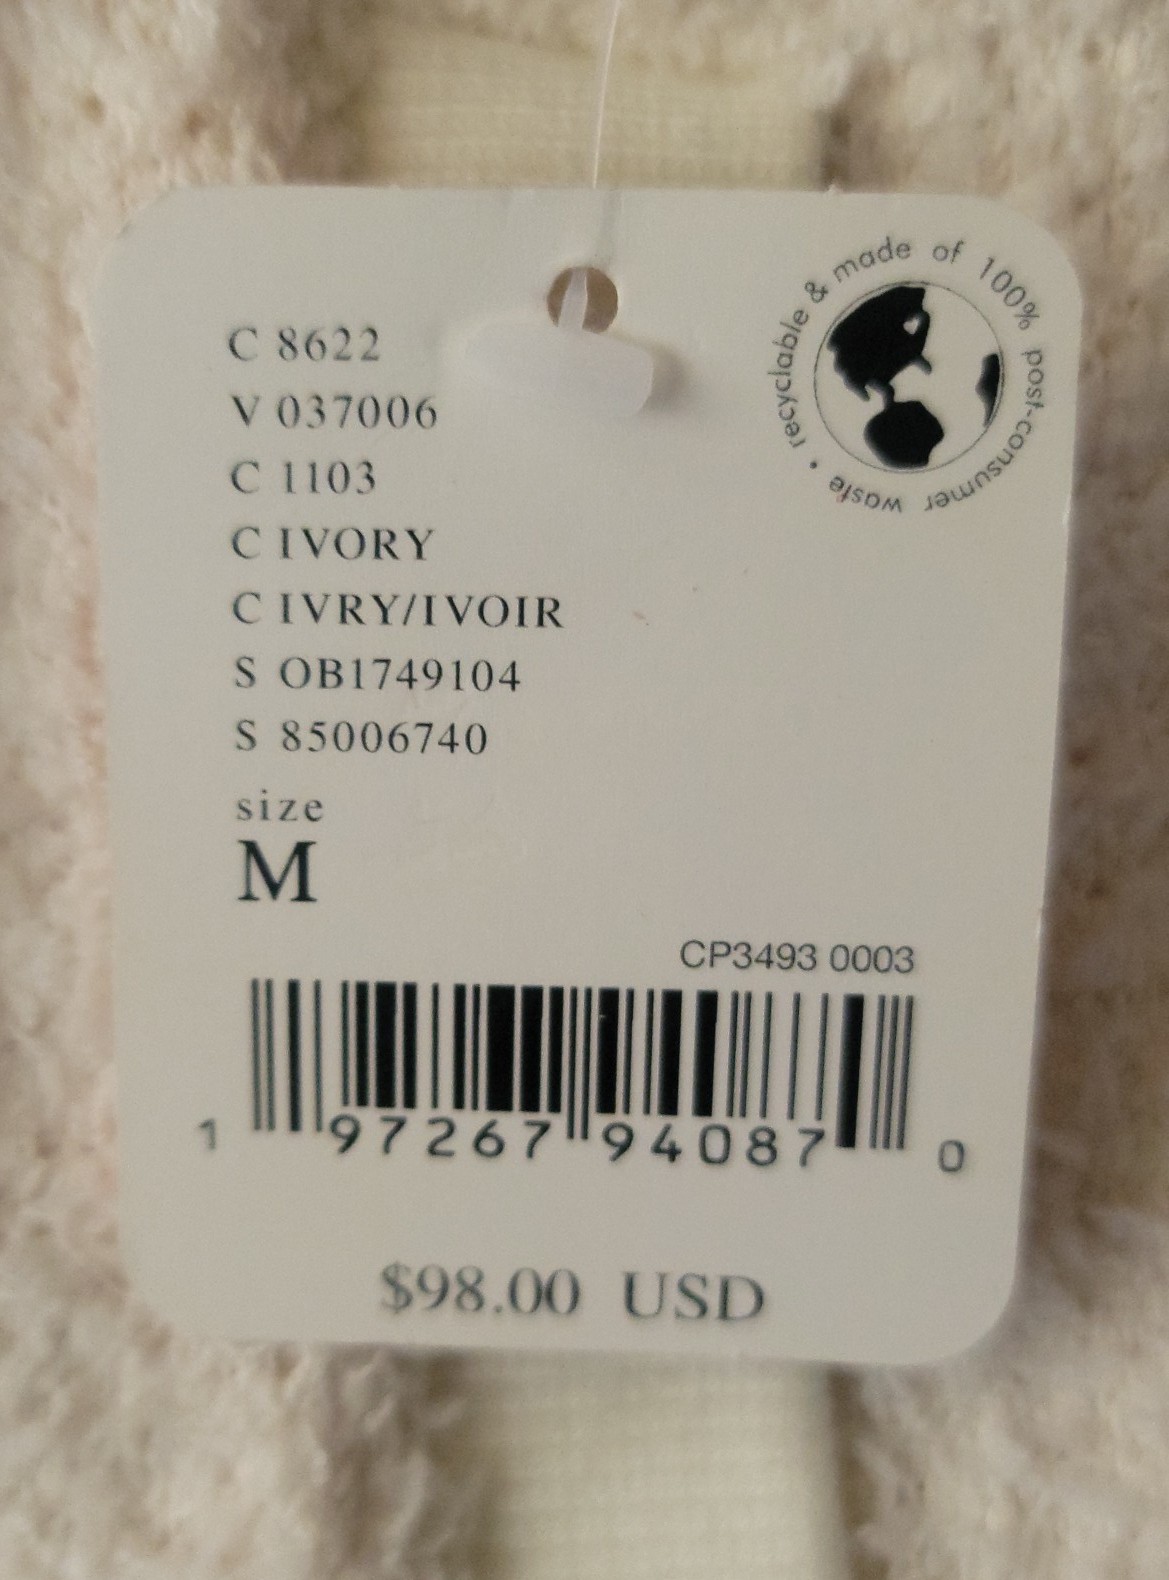 recyclable & made of 100% post-consumer waste •
C 8622
V 037006
C 1103
C IVORY
C IVRY/IVOIR
S OB1749104
S 85006740
size
M
CP3493 0003
1 97267 94087 0
$98.00 USD